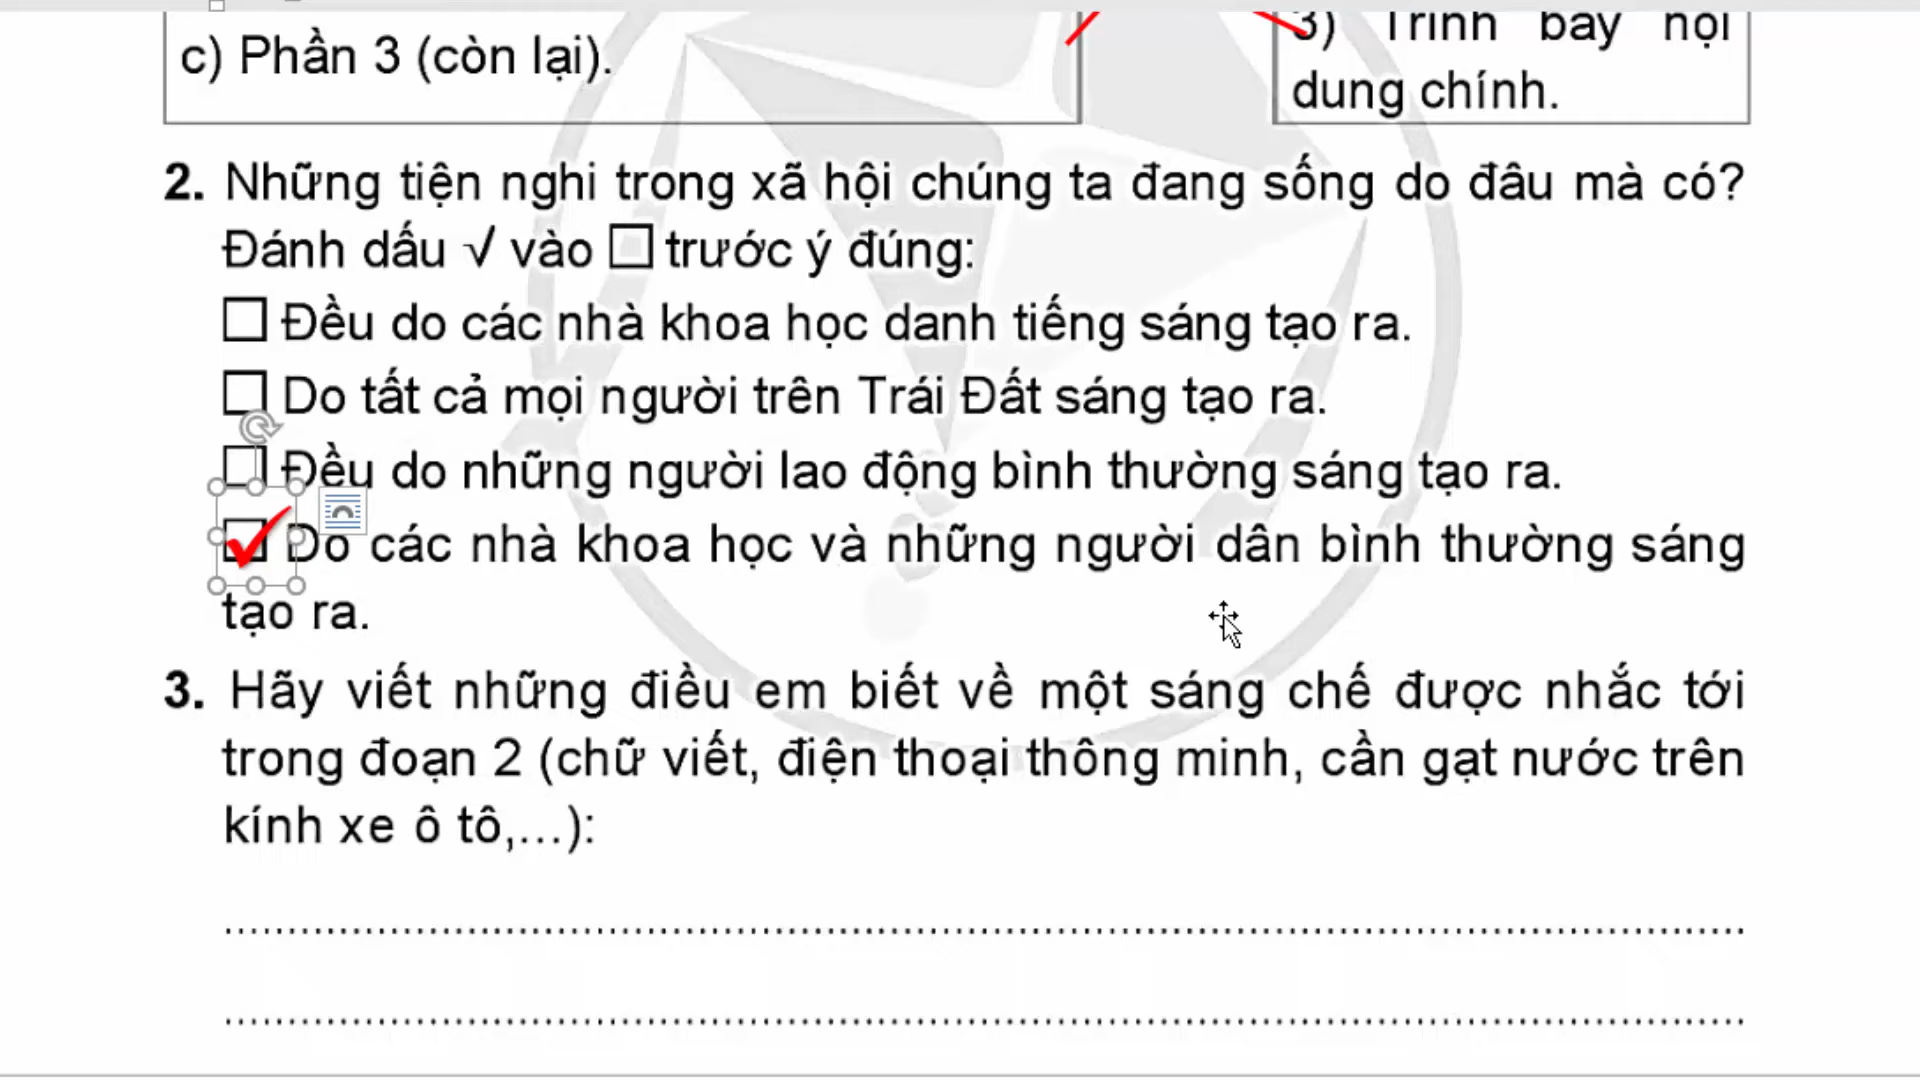 c) Phần 3 (còn lại).
3) Trình bày nội
dung chính.
2. Những tiện nghi trong xã hội chúng ta đang sống do đâu mà có?
Đánh dấu √ vào □ trước ý đúng:
□ Đều do các nhà khoa học danh tiếng sáng tạo ra.
□ Do tất cả mọi người trên Trái Đất sáng tạo ra.
□ Đều do những người lao động bình thường sáng tạo ra.
□ Do các nhà khoa học và những người dân bình thường sáng
tạo ra.
3. Hãy viết những điều em biết về một sáng chế được nhắc tới
trong đoạn 2 (chữ viết, điện thoại thông minh, cần gạt nước trên
kính xe ô tô,...):